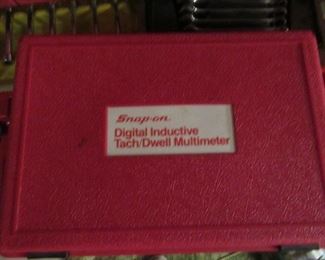 Snap-on
Digital Inductive
Tach/Dwell Multimeter